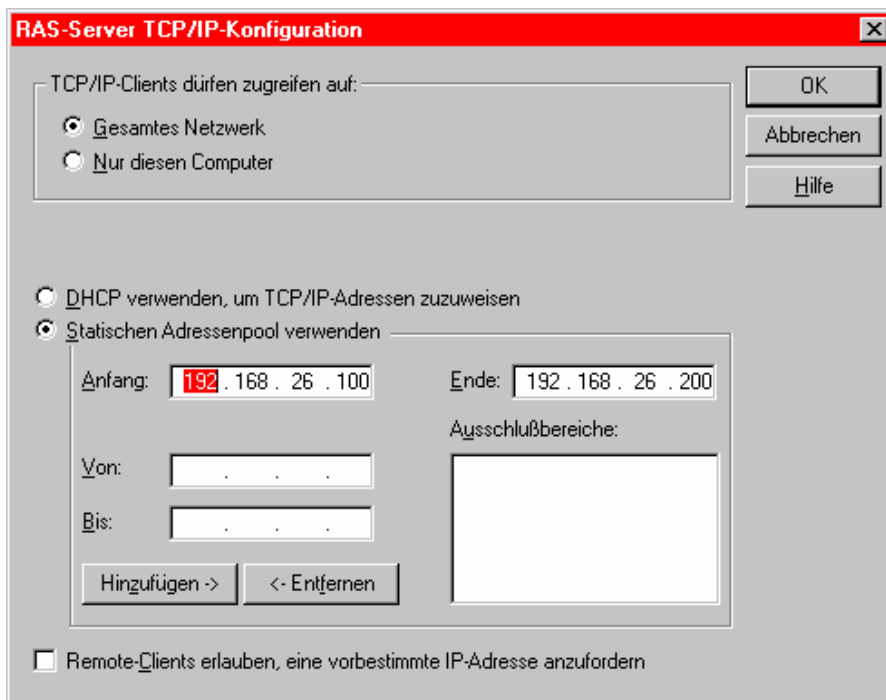 RAS-Server TCP/IP-Konfiguration
TCP/IP-Clients dürfen zugreifen auf:
Gesamtes Netzwerk
Nur diesen Computer
OK
Abbrechen
Hilfe
DHCP verwenden, um TCP/IP-Adressen zuzuweisen
Statischen Adressenpool verwenden
Anfang: 192 . 168 . 26 . 100
Ende: 192 . 168 . 26 . 200
Ausschlußbereiche:
Von: . . .
Bis: . . .
Hinzufügen ->
<- Entfernen
Remote-Clients erlauben, eine vorbestimmte IP-Adresse anzufordern